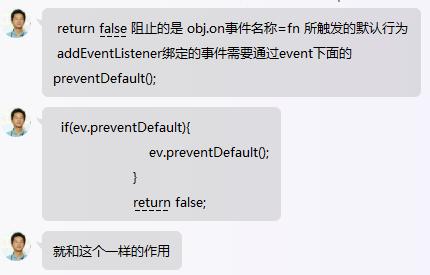 return false 阻止的是 obj.on事件名称=fn 所触发的默认行为
addEventListener绑定的事件需要通过event下面的
preventDefault();
if(ev.preventDefault){
ev.preventDefault();
}
return false;
就和这个一样的作用